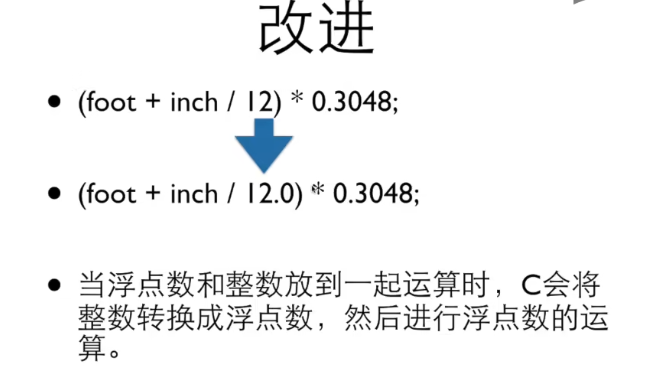 改进
• (foot + inch / 12) * 0.3048;
• (foot + inch / 12.0) * 0.3048;
• 当浮点数和整数放到一起运算时，C会将
整数转换成浮点数，然后进行浮点数的运
算。